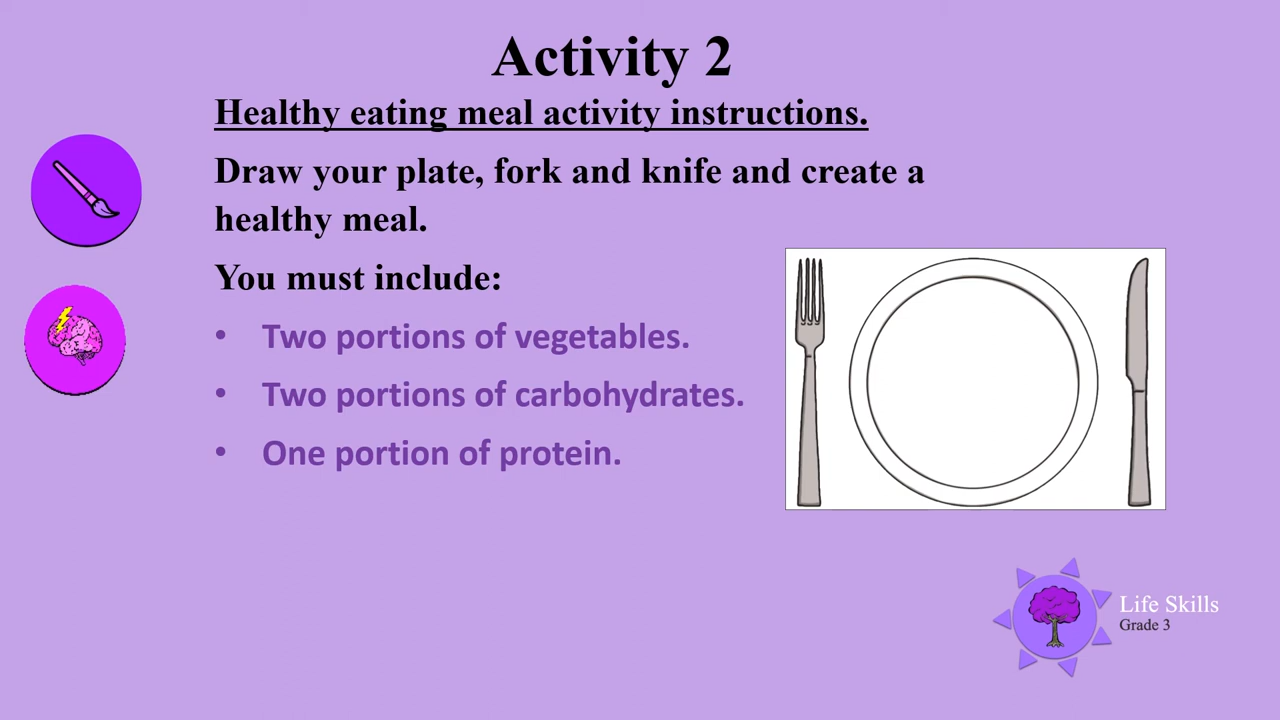 Activity 2
Healthy eating meal activity instructions.
Draw your plate, fork and knife and create a
healthy meal.
You must include:
• Two portions of vegetables.
• Two portions of carbohydrates.
• One portion of protein.
Life Skills
Grade 3